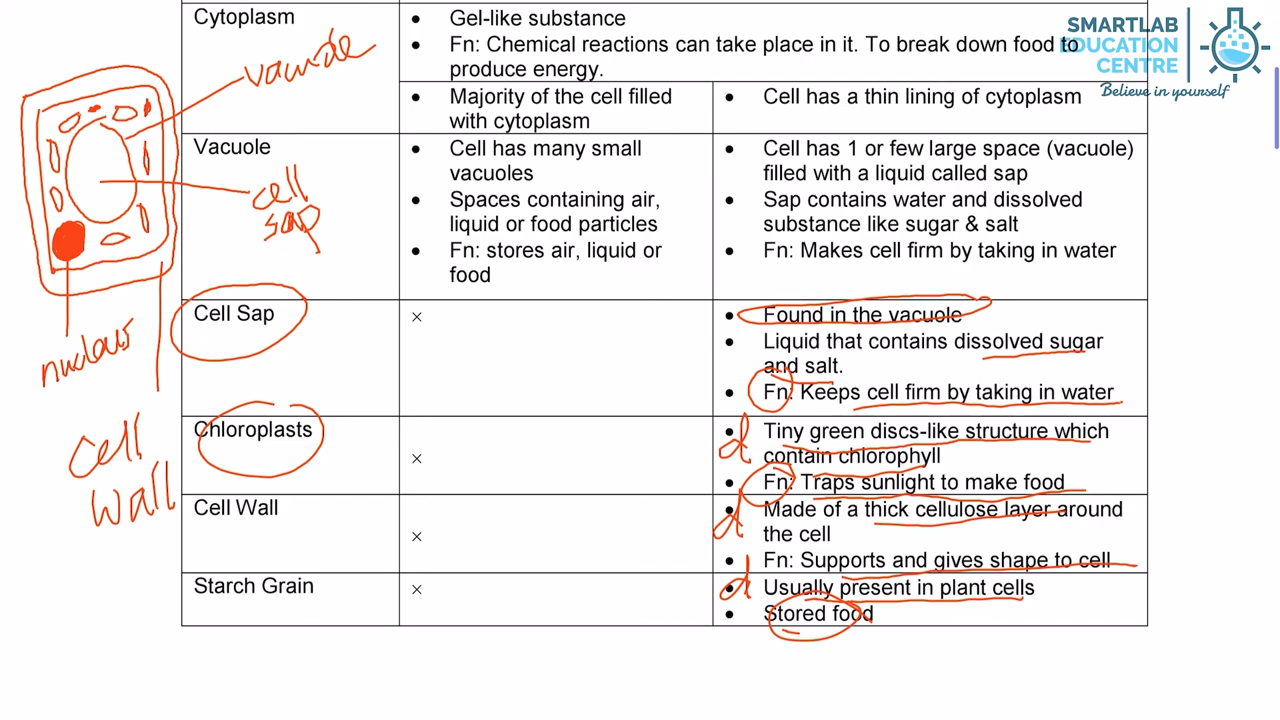 Cytoplasm
• Gel-like substance
• Fn: Chemical reactions can take place in it. To break down food to
produce energy.
• Majority of the cell filled
with cytoplasm
• Cell has a thin lining of cytoplasm
Vacuole
• Cell has many small
vacuoles
• Spaces containing air,
liquid or food particles
• Fn: stores air, liquid or
food
• Cell has 1 or few large space (vacuole)
filled with a liquid called sap
• Sap contains water and dissolved
substance like sugar & salt
• Fn: Makes cell firm by taking in water
Cell Sap
×
• Found in the vacuole
• Liquid that contains dissolved sugar
and salt.
• Fn: Keeps cell firm by taking in water
Chloroplasts
×
• Tiny green discs-like structure which
contain chlorophyll
• Fn: Traps sunlight to make food
Cell Wall
×
• Made of a thick cellulose layer around
the cell
• Fn: Supports and gives shape to cell
Starch Grain
×
• Usually present in plant cells
• Stored food
vacuole
cell
sap
nucleus
Cell
Wall
d
d
d
SMARTLAB
EDUCATION
CENTRE
Believe in yourself